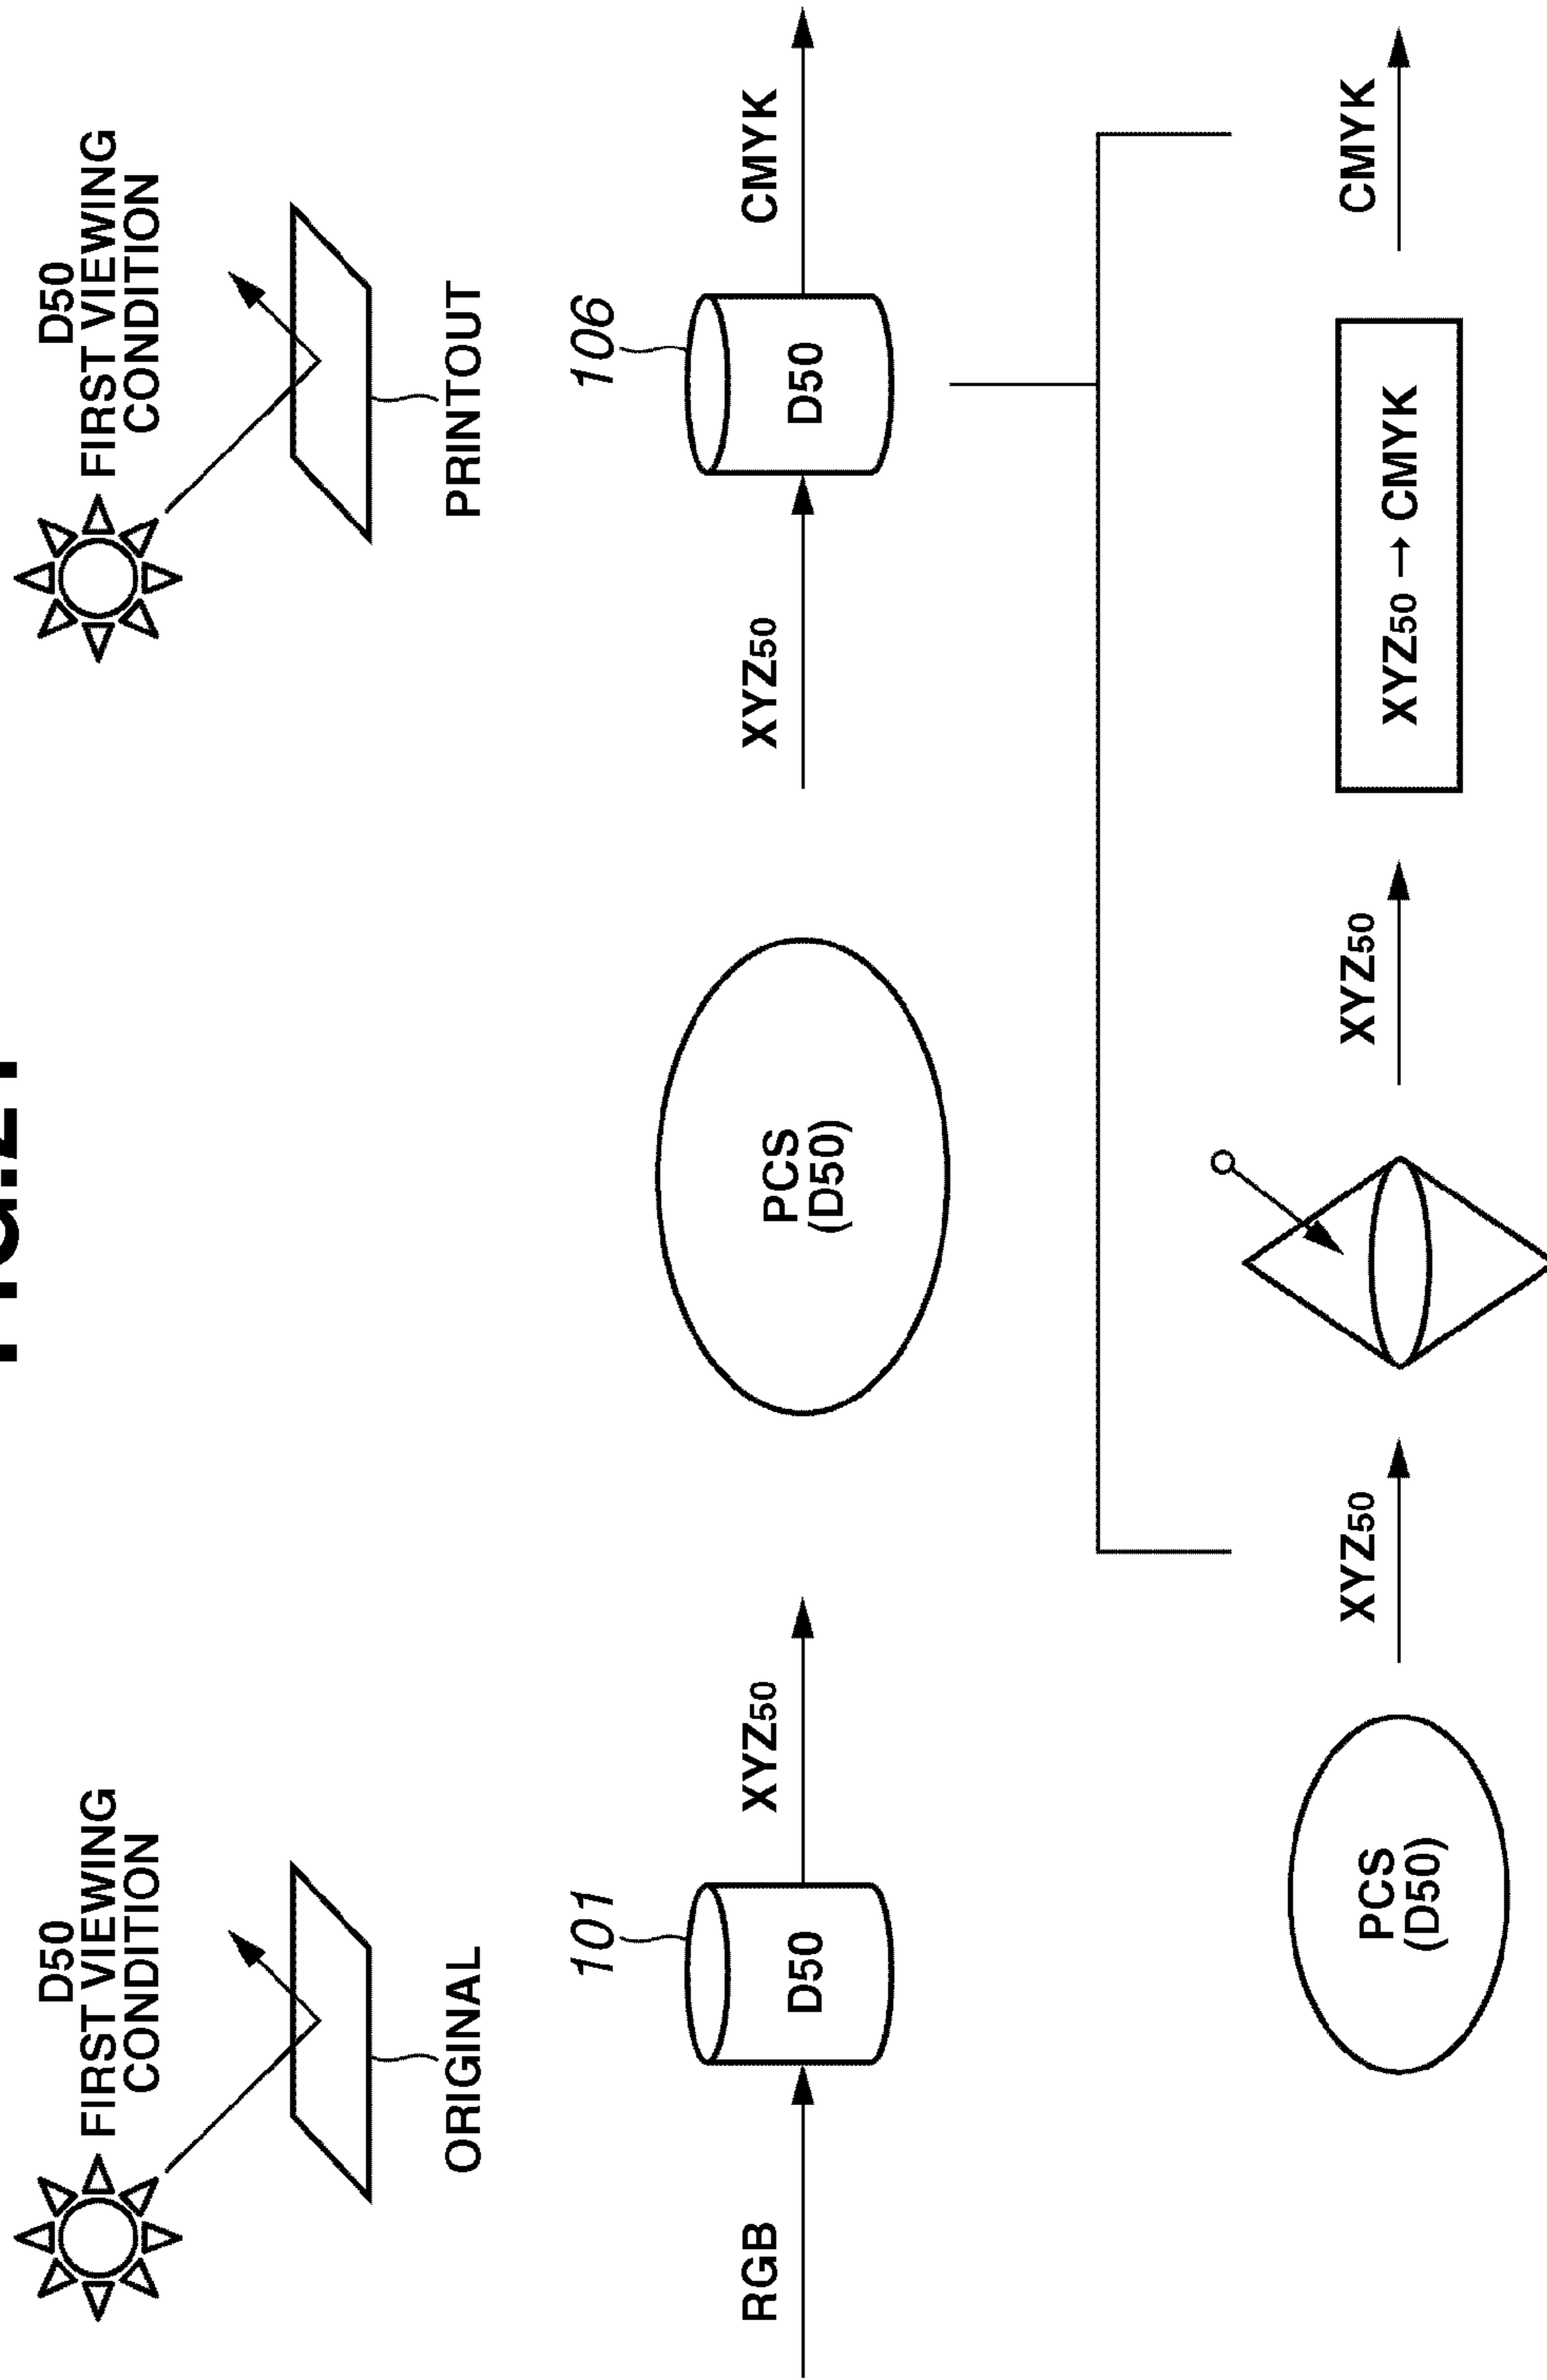 D50
FIRST VIEWING
CONDITION
ORIGINAL
D50
FIRST VIEWING
CONDITION
PRINTOUT
RGB
101
D50
XYZ50
PCS
(D50)
XYZ50
106
D50
CMYK
PCS
(D50)
XYZ50
XYZ50
XYZ50 → CMYK
CMYK